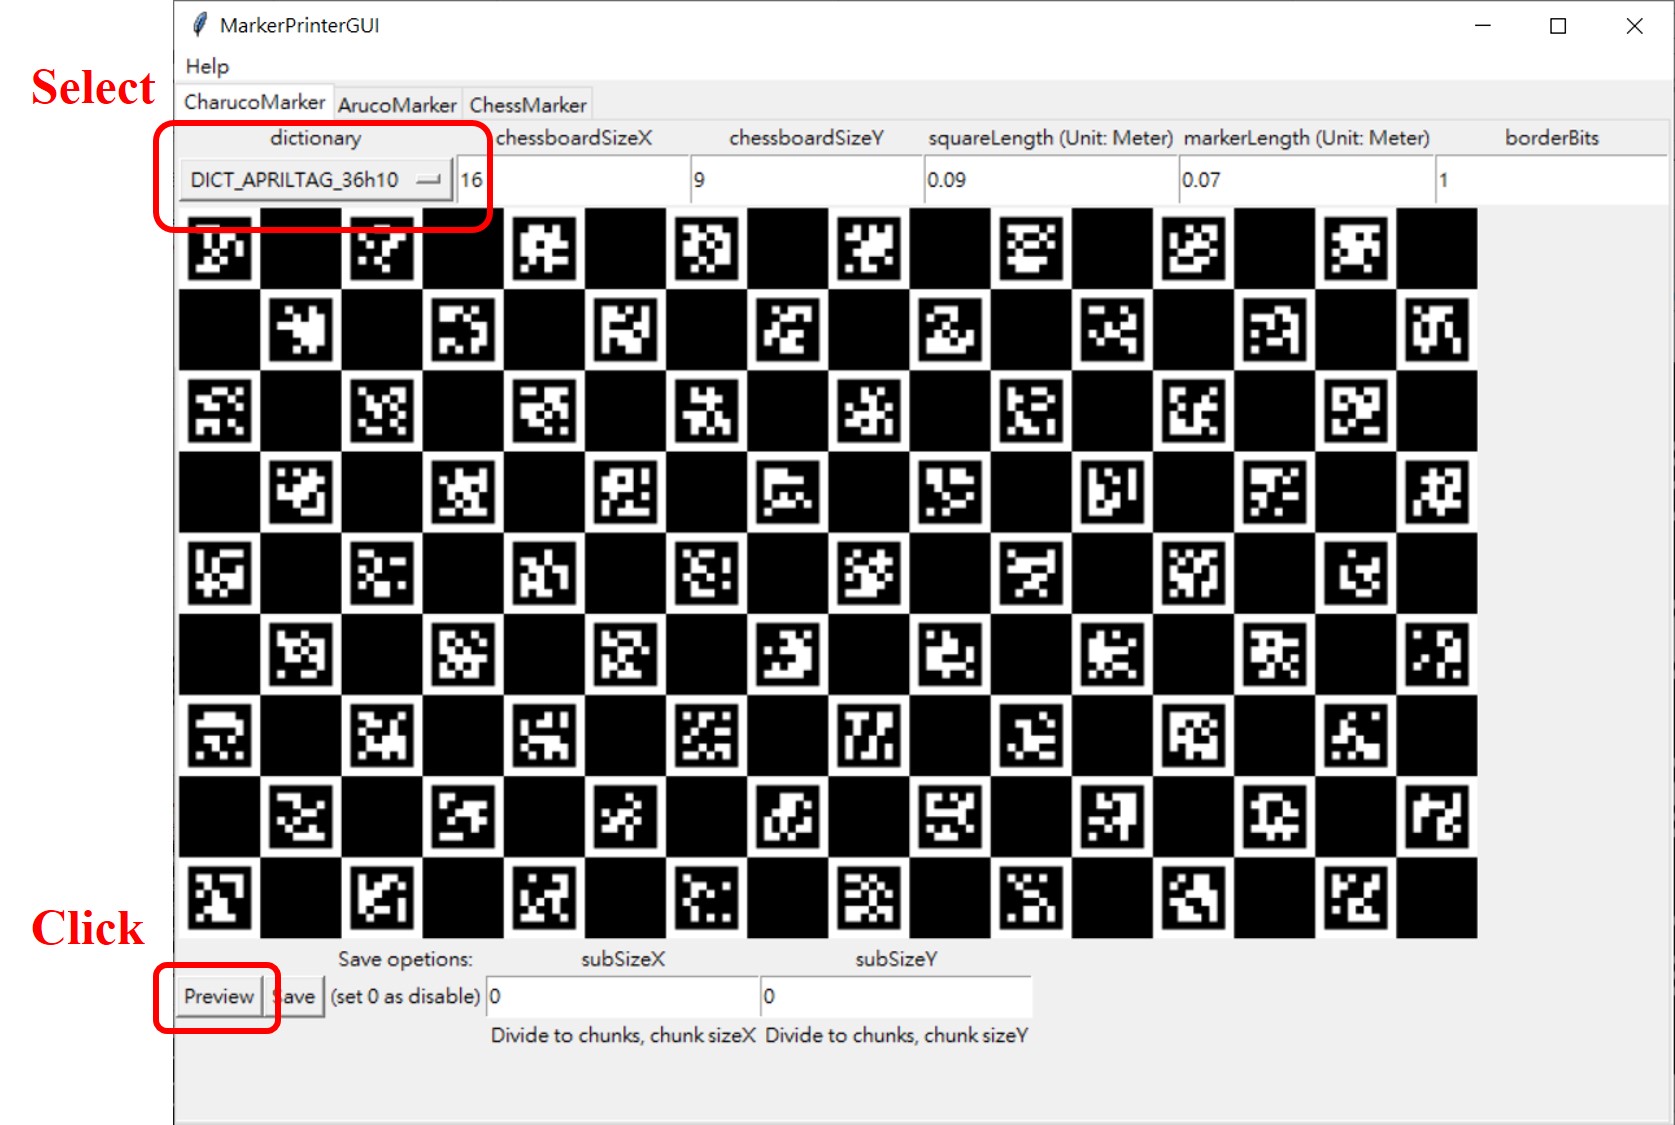 MarkerPrinterGUI
Help
Select
CharucoMarker ArucoMarker ChessMarker
dictionary chessboardSizeX chessboardSizeY squareLength (Unit: Meter) markerLength (Unit: Meter) borderBits
DICT_APRILTAG_36h10 16 9 0.09 0.07 1
Click
Save opetions: subSizeX subSizeY
Preview Save (set 0 as disable) 0 0
Divide to chunks, chunk sizeX Divide to chunks, chunk sizeY